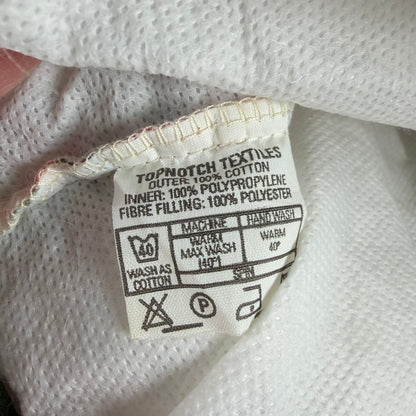 TOPNOTCH TEXTILES
OUTER: 100% COTTON
INNER: 100% POLYPROPYLENE
FIBRE FILLING: 100% POLYESTER
MACHINE HAND WASH
40 WARM MAX WASH (40°) WARM 40°
WASH AS COTTON
SPIN
P